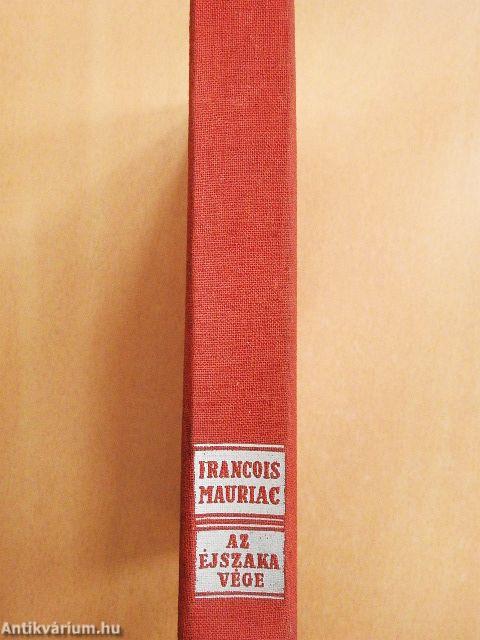 FRANCOIS
MAURIAC
AZ
ÉJSZAKA
VÉGE
Antikvárium.hu